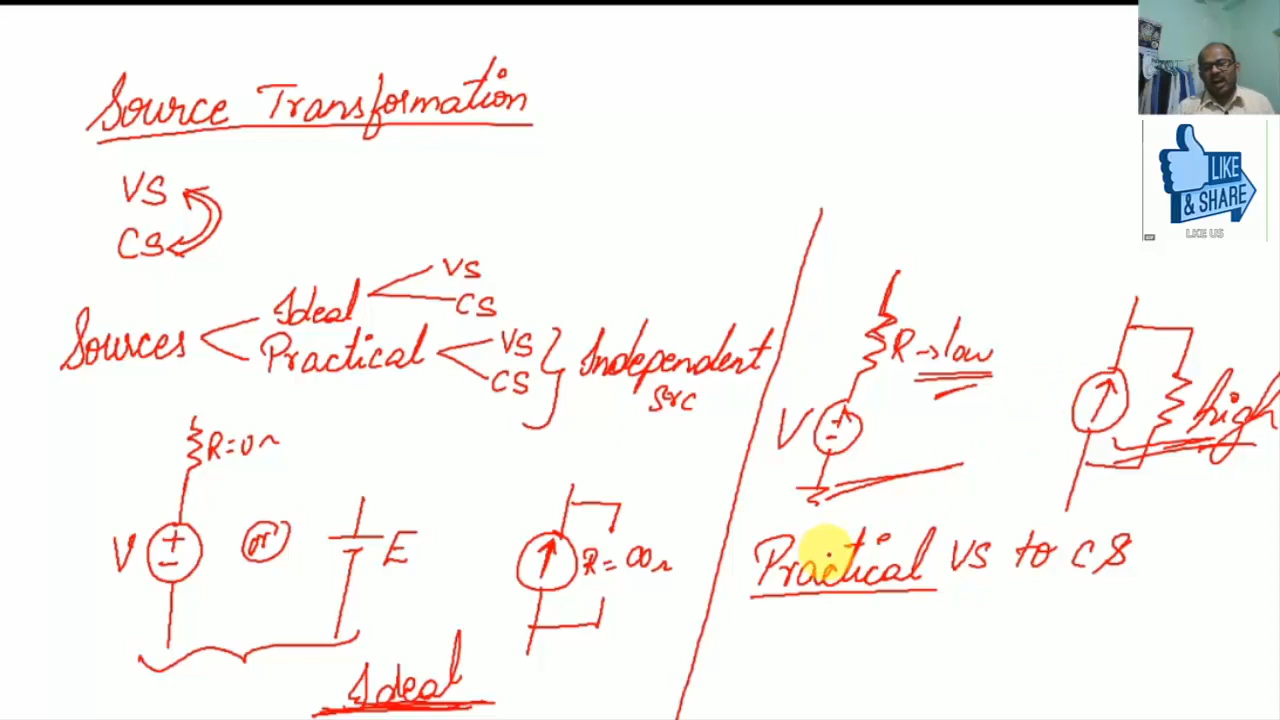 Source Transformation
VS
CS
Sources
Ideal
VS
CS
Practical
VS
CS
Independent
Src
R=0Ω
V
+
-
or
E
R=∞Ω
Ideal
R→low
V
+
-
high
Practical VS to CS
LIKE
& SHARE
LIKE US